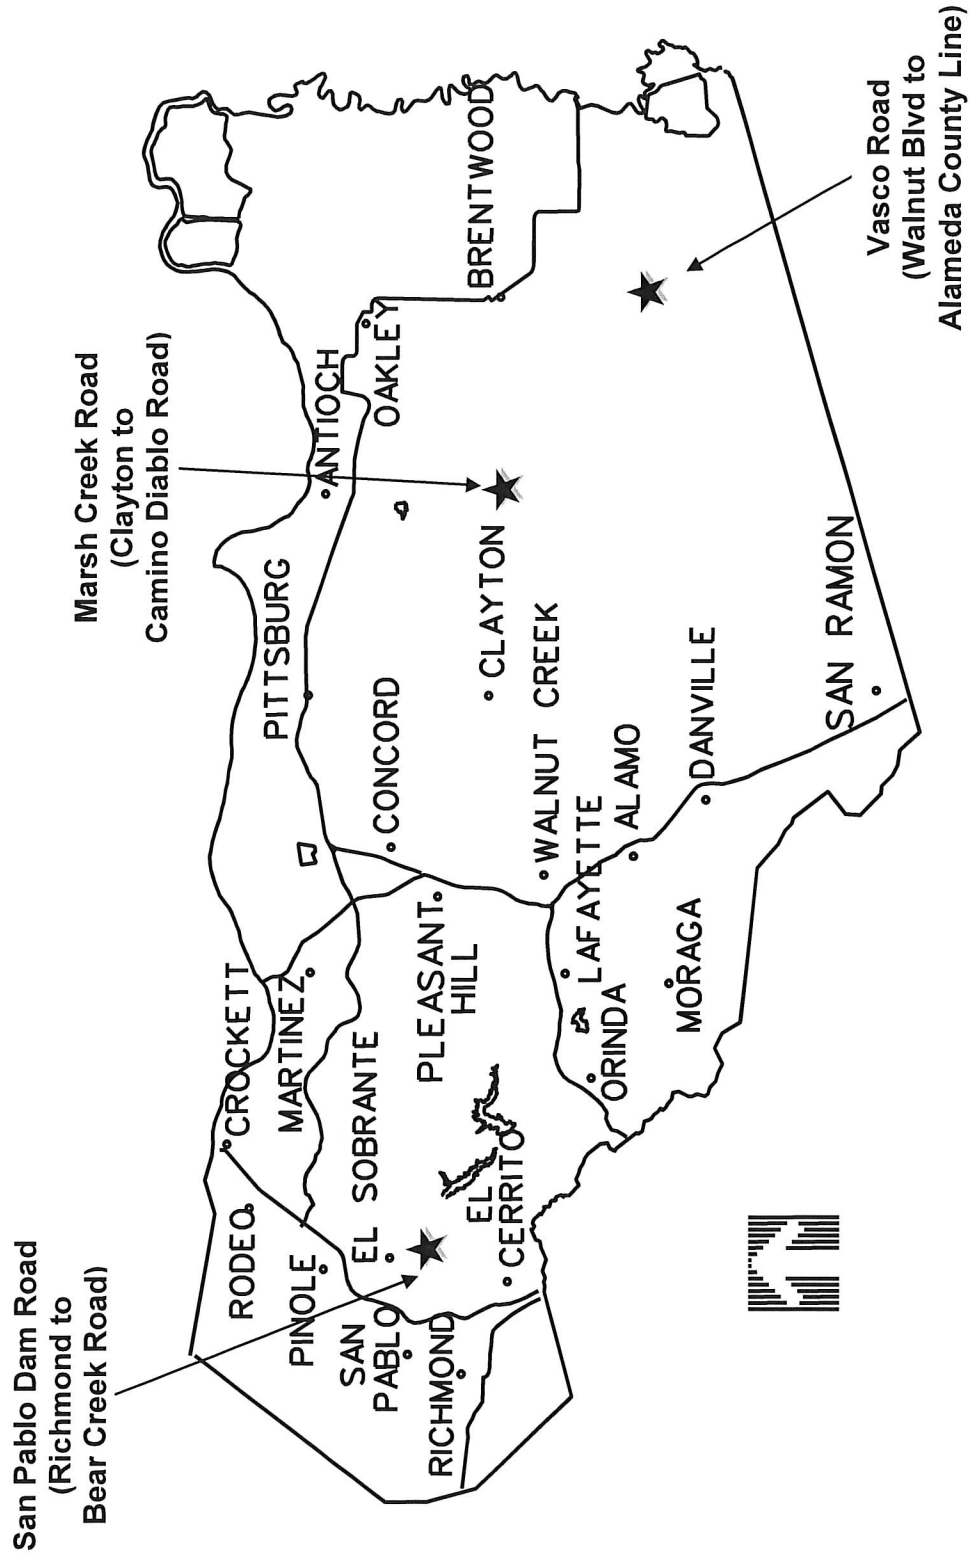 San Pablo Dam Road
(Richmond to
Bear Creek Road)
Marsh Creek Road
(Clayton to
Camino Diablo Road)
Vasco Road
(Walnut Blvd to
Alameda County Line)
CROCKETT
RODEO
MARTINEZ
PINOLE
EL SOBRANTE
SAN
PABLO
RICHMOND
EL
CERRITO
PLEASANT
HILL
PITTSBURG
ANTIOCH
OAKLEY
BRENTWOOD
CONCORD
CLAYTON
WALNUT CREEK
LAFAYETTE
ORINDA
MORAGA
ALAMO
DANVILLE
SAN RAMON